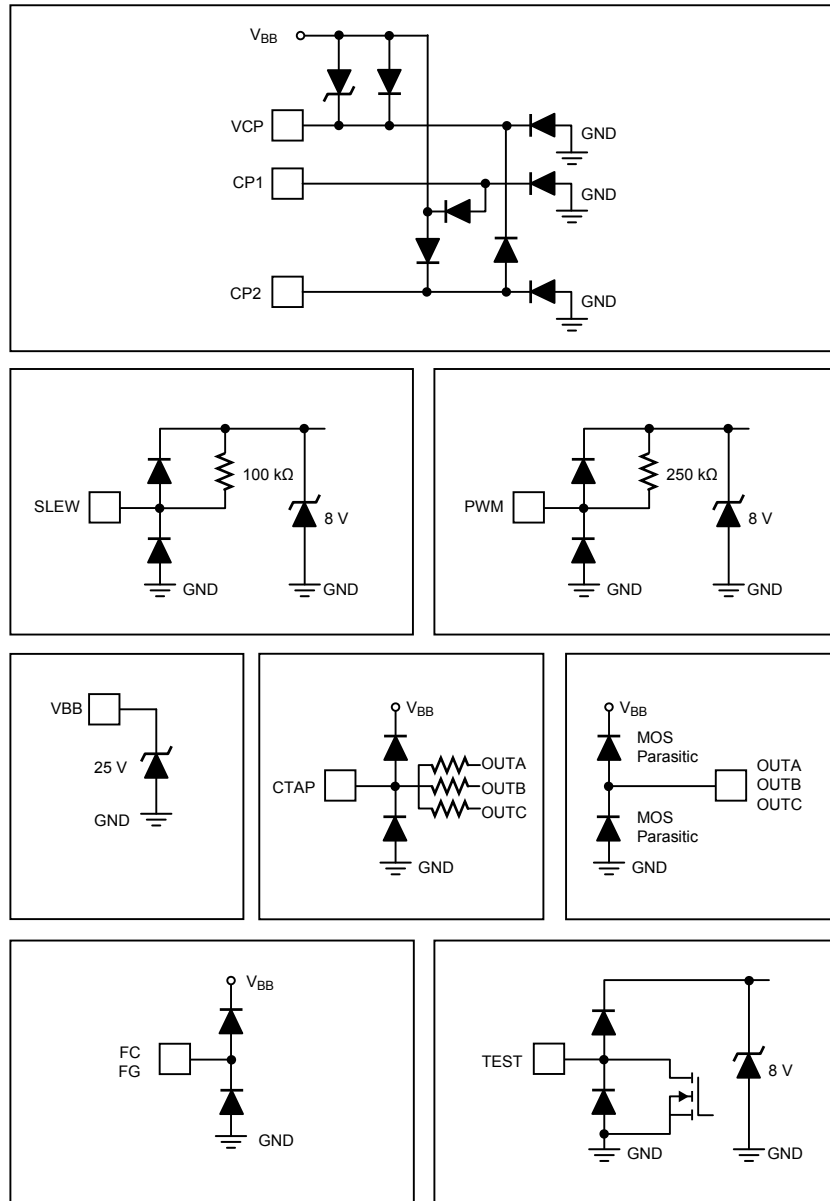 VBB
VCP
GND
CP1
GND
CP2
GND
100 kΩ
SLEW
8 V
GND
GND
250 kΩ
PWM
8 V
GND
GND
VBB
25 V
GND
VBB
OUTA
CTAP
OUTB
OUTC
GND
VBB
MOS
Parasitic
OUTA
OUTB
OUTC
MOS
Parasitic
GND
VBB
FC
FG
GND
TEST
8 V
GND
GND